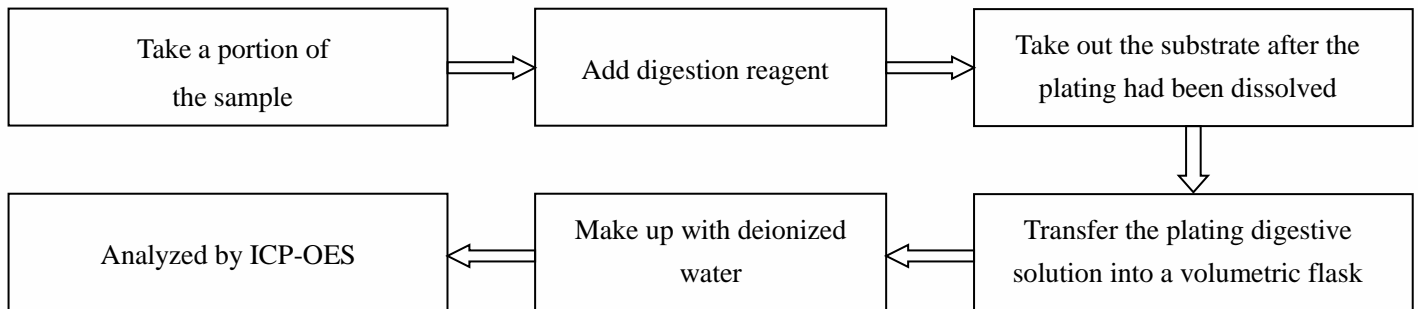 Take a portion of
the sample
Add digestion reagent
Take out the substrate after the
plating had been dissolved
Transfer the plating digestive
solution into a volumetric flask
Make up with deionized
water
Analyzed by ICP-OES